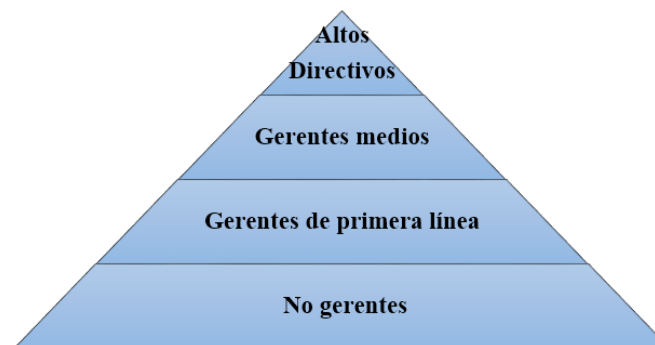 Altos
Directivos
Gerentes medios
Gerentes de primera línea
No gerentes